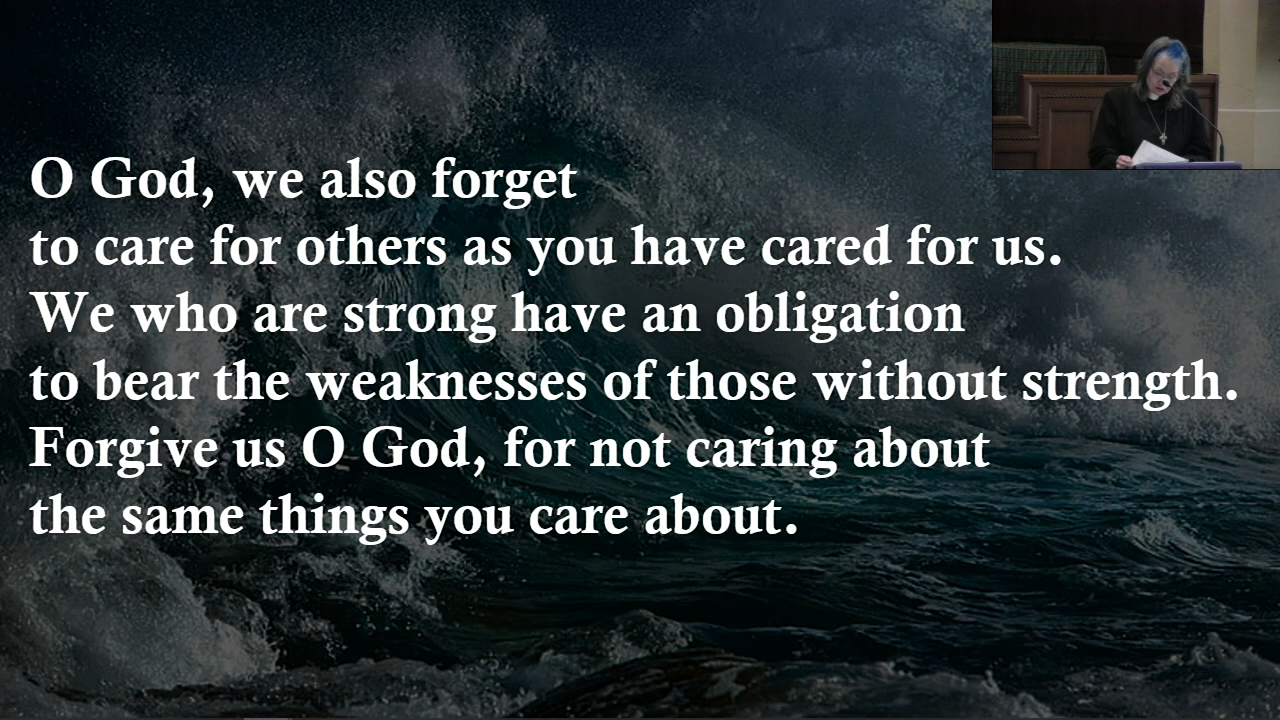 O God, we also forget
to care for others as you have cared for us.
We who are strong have an obligation
to bear the weaknesses of those without strength.
Forgive us O God, for not caring about
the same things you care about.